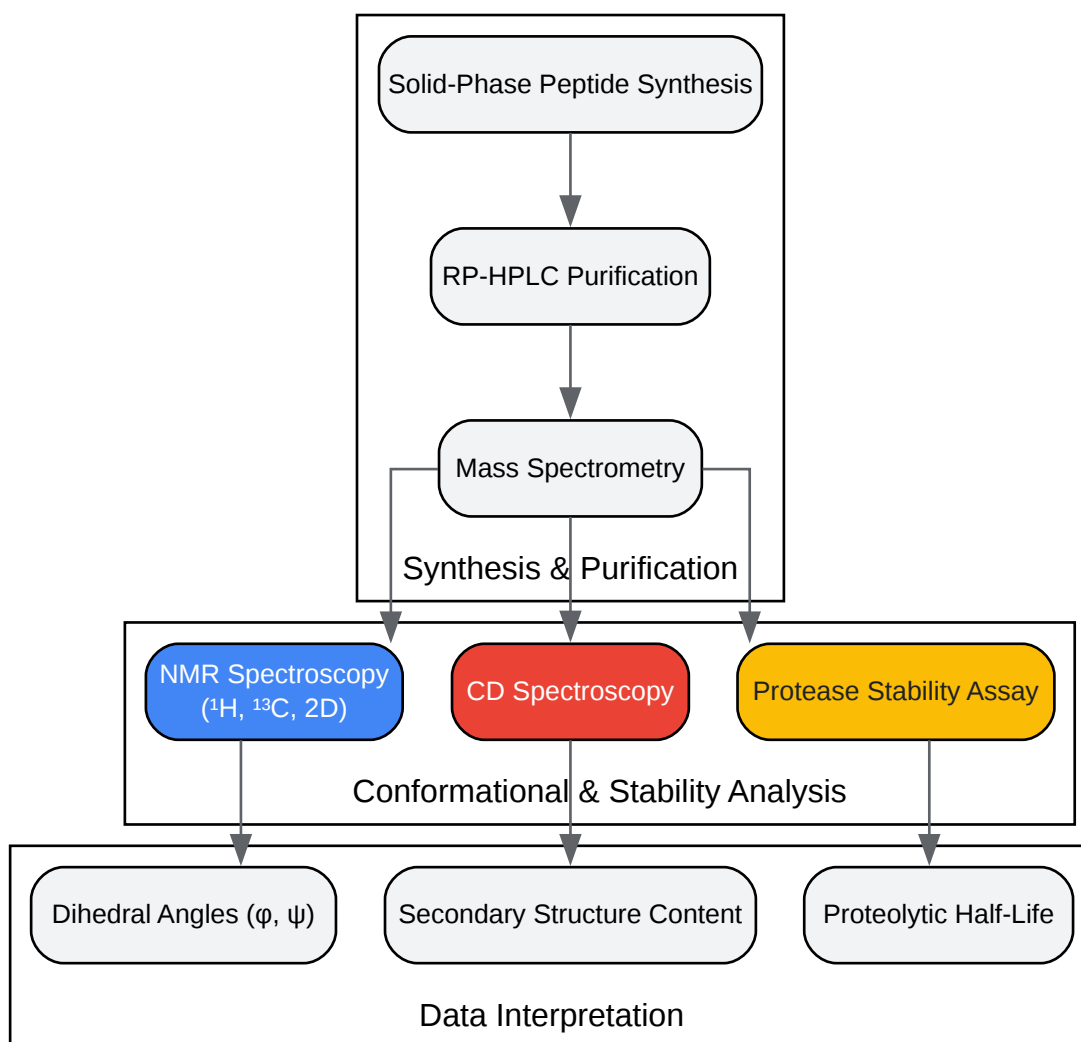 Solid-Phase Peptide Synthesis
RP-HPLC Purification
Mass Spectrometry
Synthesis & Purification
NMR Spectroscopy
(¹H, ¹³C, 2D)
CD Spectroscopy
Protease Stability Assay
Conformational & Stability Analysis
Dihedral Angles (φ, ψ)
Secondary Structure Content
Proteolytic Half-Life
Data Interpretation